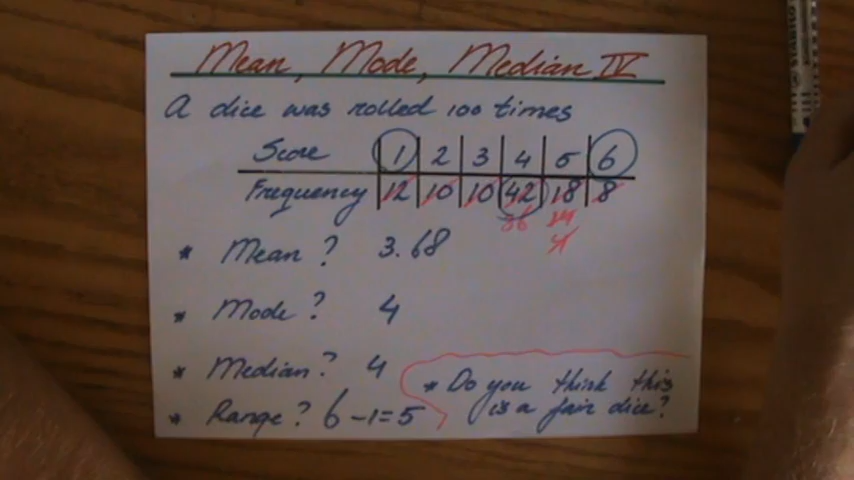 Mean, Mode, Median IV
A dice was rolled 100 times
Score 1 2 3 4 5 6
Frequency 12 10 10 42 18 8
36
* Mean? 3.68
* Mode? 4
* Median? 4
* Range? 6-1=5
* Do you think this
is a fair dice?